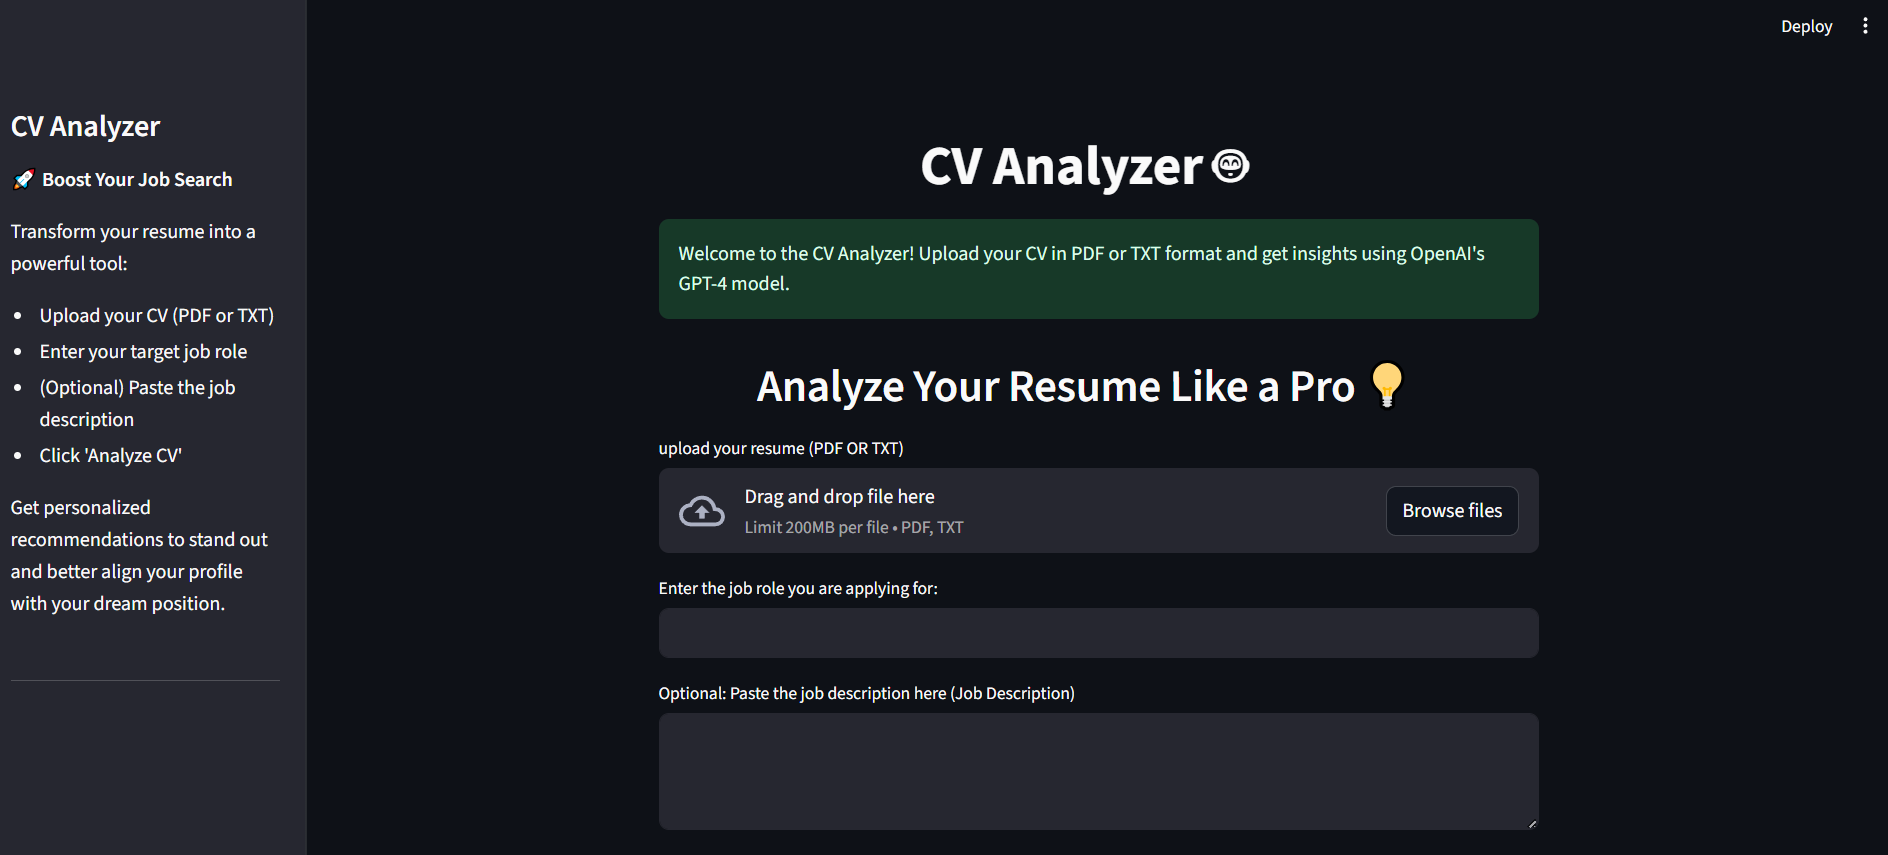 Deploy
CV Analyzer
🚀 Boost Your Job Search
Transform your resume into a
powerful tool:
• Upload your CV (PDF or TXT)
• Enter your target job role
• (Optional) Paste the job
description
• Click 'Analyze CV'
Get personalized
recommendations to stand out
and better align your profile
with your dream position.
CV Analyzer
Welcome to the CV Analyzer! Upload your CV in PDF or TXT format and get insights using OpenAI's
GPT-4 model.
Analyze Your Resume Like a Pro 💡
upload your resume (PDF OR TXT)
Drag and drop file here
Limit 200MB per file • PDF, TXT
Browse files
Enter the job role you are applying for:
Optional: Paste the job description here (Job Description)